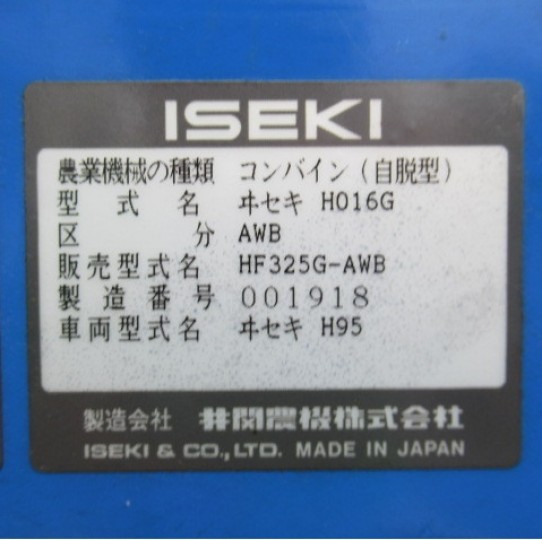 ISEKI
農業機械の種類 コンバイン(自脱型)
型式名 ヰセキ H016G
区分 AWB
販売型式名 HF325G-AWB
製造番号 001918
車両型式名 ヰセキ H95
製造会社 井関農機株式会社
ISEKI & CO.,LTD. MADE IN JAPAN